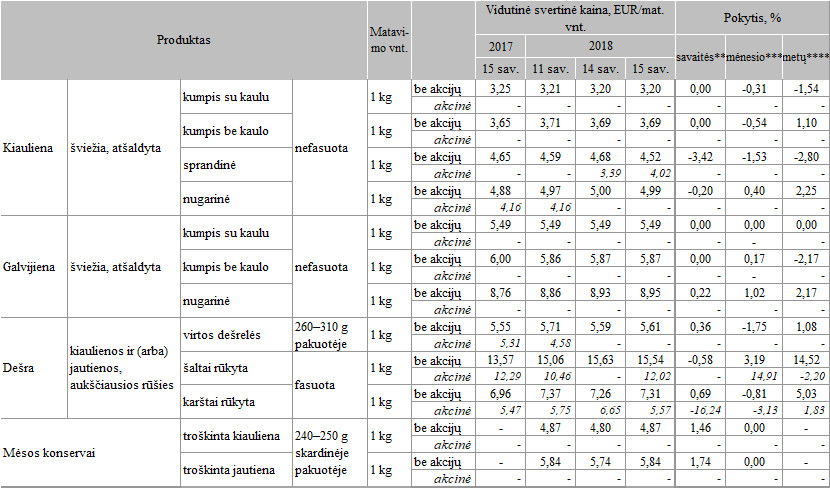 Produktas Matavi-mo vnt. Vidutinė svertinė kaina, EUR/mat. vnt. Pokytis, %
2017 2018 savaitės** mėnesio*** metų****
15 sav. 11 sav. 14 sav. 15 sav.
Kiauliena šviežia, atšaldyta kumpis su kaulu nefasuota 1 kg be akcijų 3,25 3,21 3,20 3,20 0,00 -0,31 -1,54
akcinė - - - - - - -
kumpis be kaulo 1 kg be akcijų 3,65 3,71 3,69 3,69 0,00 -0,54 1,10
akcinė - - - - - - -
sprandinė 1 kg be akcijų 4,65 4,59 4,68 4,52 -3,42 -1,53 -2,80
akcinė - - 3,39 4,02 - - -
nugarinė 1 kg be akcijų 4,88 4,97 5,00 4,99 -0,20 0,40 2,25
akcinė 4,16 4,16 - - - - -
Galvijiena šviežia, atšaldyta kumpis su kaulu nefasuota 1 kg be akcijų 5,49 5,49 5,49 5,49 0,00 0,00 0,00
akcinė - - - - - - -
kumpis be kaulo 1 kg be akcijų 6,00 5,86 5,87 5,87 0,00 0,17 -2,17
akcinė - - - - - - -
nugarinė 1 kg be akcijų 8,76 8,86 8,93 8,95 0,22 1,02 2,17
akcinė - - - - - - -
Dešra kiaulienos ir (arba) jautienos, aukščiausios rūšies virtos dešrelės 260–310 g pakuotėje 1 kg be akcijų 5,55 5,71 5,59 5,61 0,36 -1,75 1,08
akcinė 5,31 4,58 - - - - -
šaltai rūkyta fasuota 1 kg be akcijų 13,57 15,06 15,63 15,54 -0,58 3,19 14,52
akcinė 12,29 10,46 - 12,02 - 14,91 -2,20
karštai rūkyta 1 kg be akcijų 6,96 7,37 7,26 7,31 0,69 -0,81 5,03
akcinė 5,47 5,75 6,65 5,57 -16,24 -3,13 1,83
Mėsos konservai troškinta kiauliena 240–250 g skardinėje pakuotėje 1 kg be akcijų - 4,87 4,80 4,87 1,46 0,00 -
akcinė - - - - - - -
troškinta jautiena 1 kg be akcijų - 5,84 5,74 5,84 1,74 0,00 -
akcinė - - - - - - -